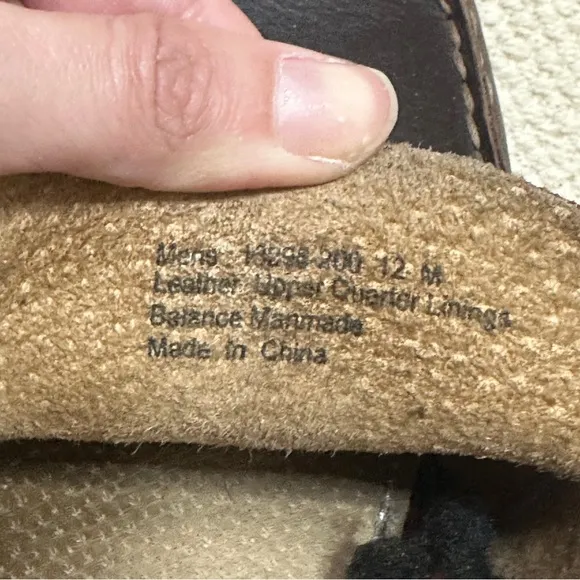 Mens 13298-200 12 M
Leather Upper Quarter Linings
Balance Manmade
Made in China